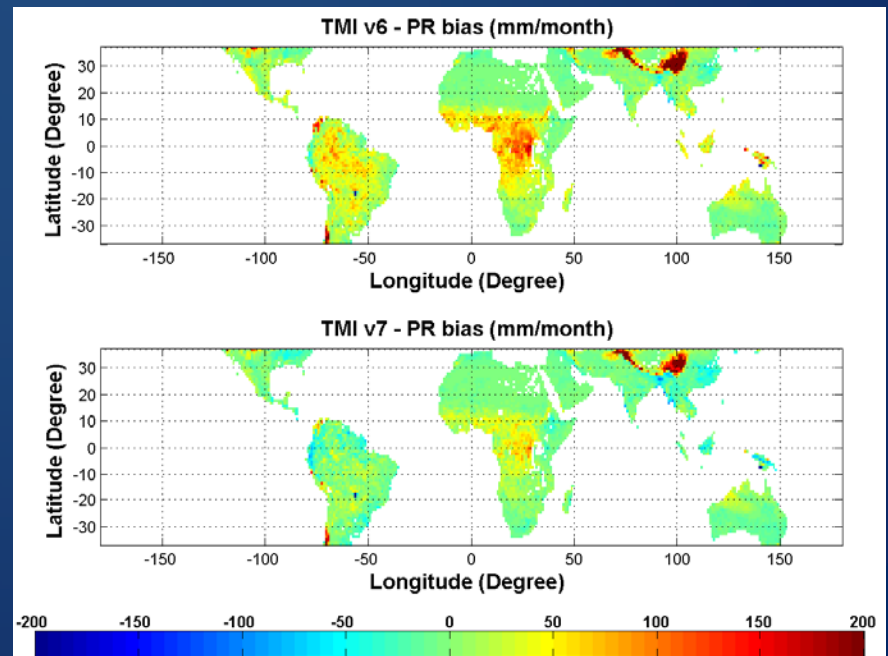 TMI v6 - PR bias (mm/month)
30
20
10
0
-10
-20
-30
Latitude (Degree)
-150 -100 -50 0 50 100 150
Longitude (Degree)
TMI v7 - PR bias (mm/month)
30
20
10
0
-10
-20
-30
Latitude (Degree)
-150 -100 -50 0 50 100 150
Longitude (Degree)
-200 -150 -100 -50 0 50 100 150 200